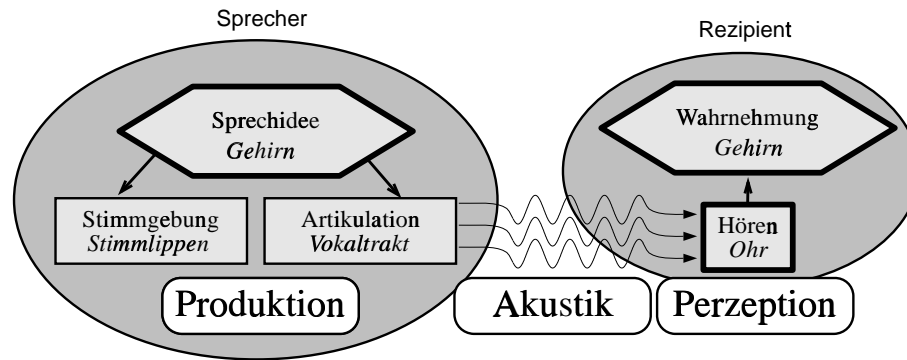 Sprecher
Rezipient
Sprechidee
Gehirn
Wahrnehmung
Gehirn
Stimmgebung
Stimmlippen
Artikulation
Vokaltrakt
Hören
Ohr
Produktion
Akustik
Perzeption